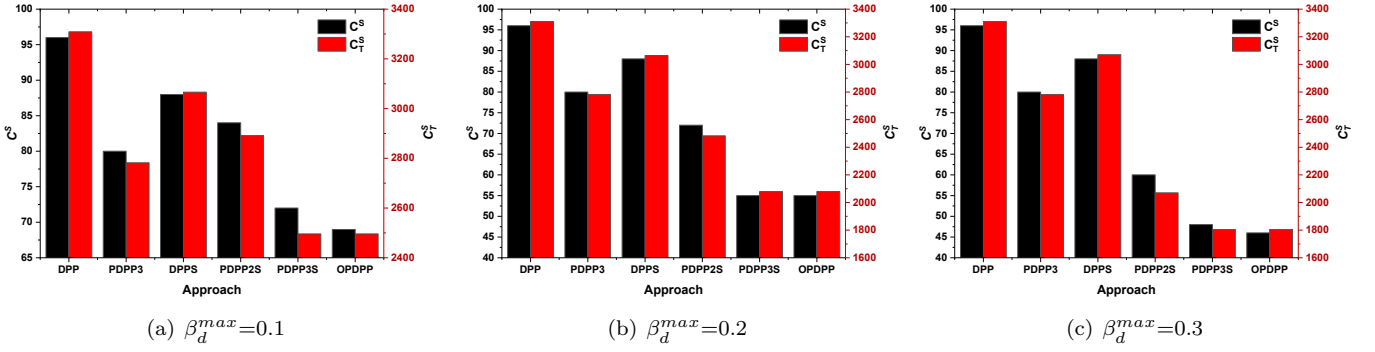 100
95
90
85
80
75
70
65
C^S
3400
3200
3000
2800
2600
2400
C_T^S
C^S
C_T^S
DPP PDPP3 DPPS PDPP2S PDPP3S OPDPP
Approach
(a) β_d^{max}=0.1
100
95
90
85
80
75
70
65
60
55
50
45
40
C^S
3400
3200
3000
2800
2600
2400
2200
2000
1800
1600
C_T^S
C^S
C_T^S
DPP PDPP3 DPPS PDPP2S PDPP3S OPDPP
Approach
(b) β_d^{max}=0.2
100
95
90
85
80
75
70
65
60
55
50
45
40
C^S
3400
3200
3000
2800
2600
2400
2200
2000
1800
1600
C_T^S
C^S
C_T^S
DPP PDPP3 DPPS PDPP2S PDPP3S OPDPP
Approach
(c) β_d^{max}=0.3